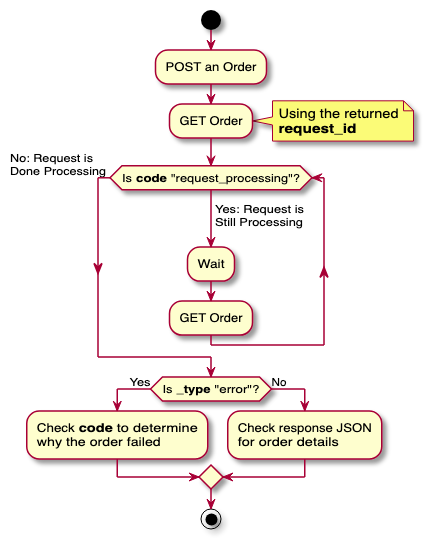 POST an Order
GET Order
Using the returned
request_id
No: Request is
Done Processing
Is code "request_processing"?
Yes: Request is
Still Processing
Wait
GET Order
Is _type "error"?
Yes
No
Check code to determine
why the order failed
Check response JSON
for order details